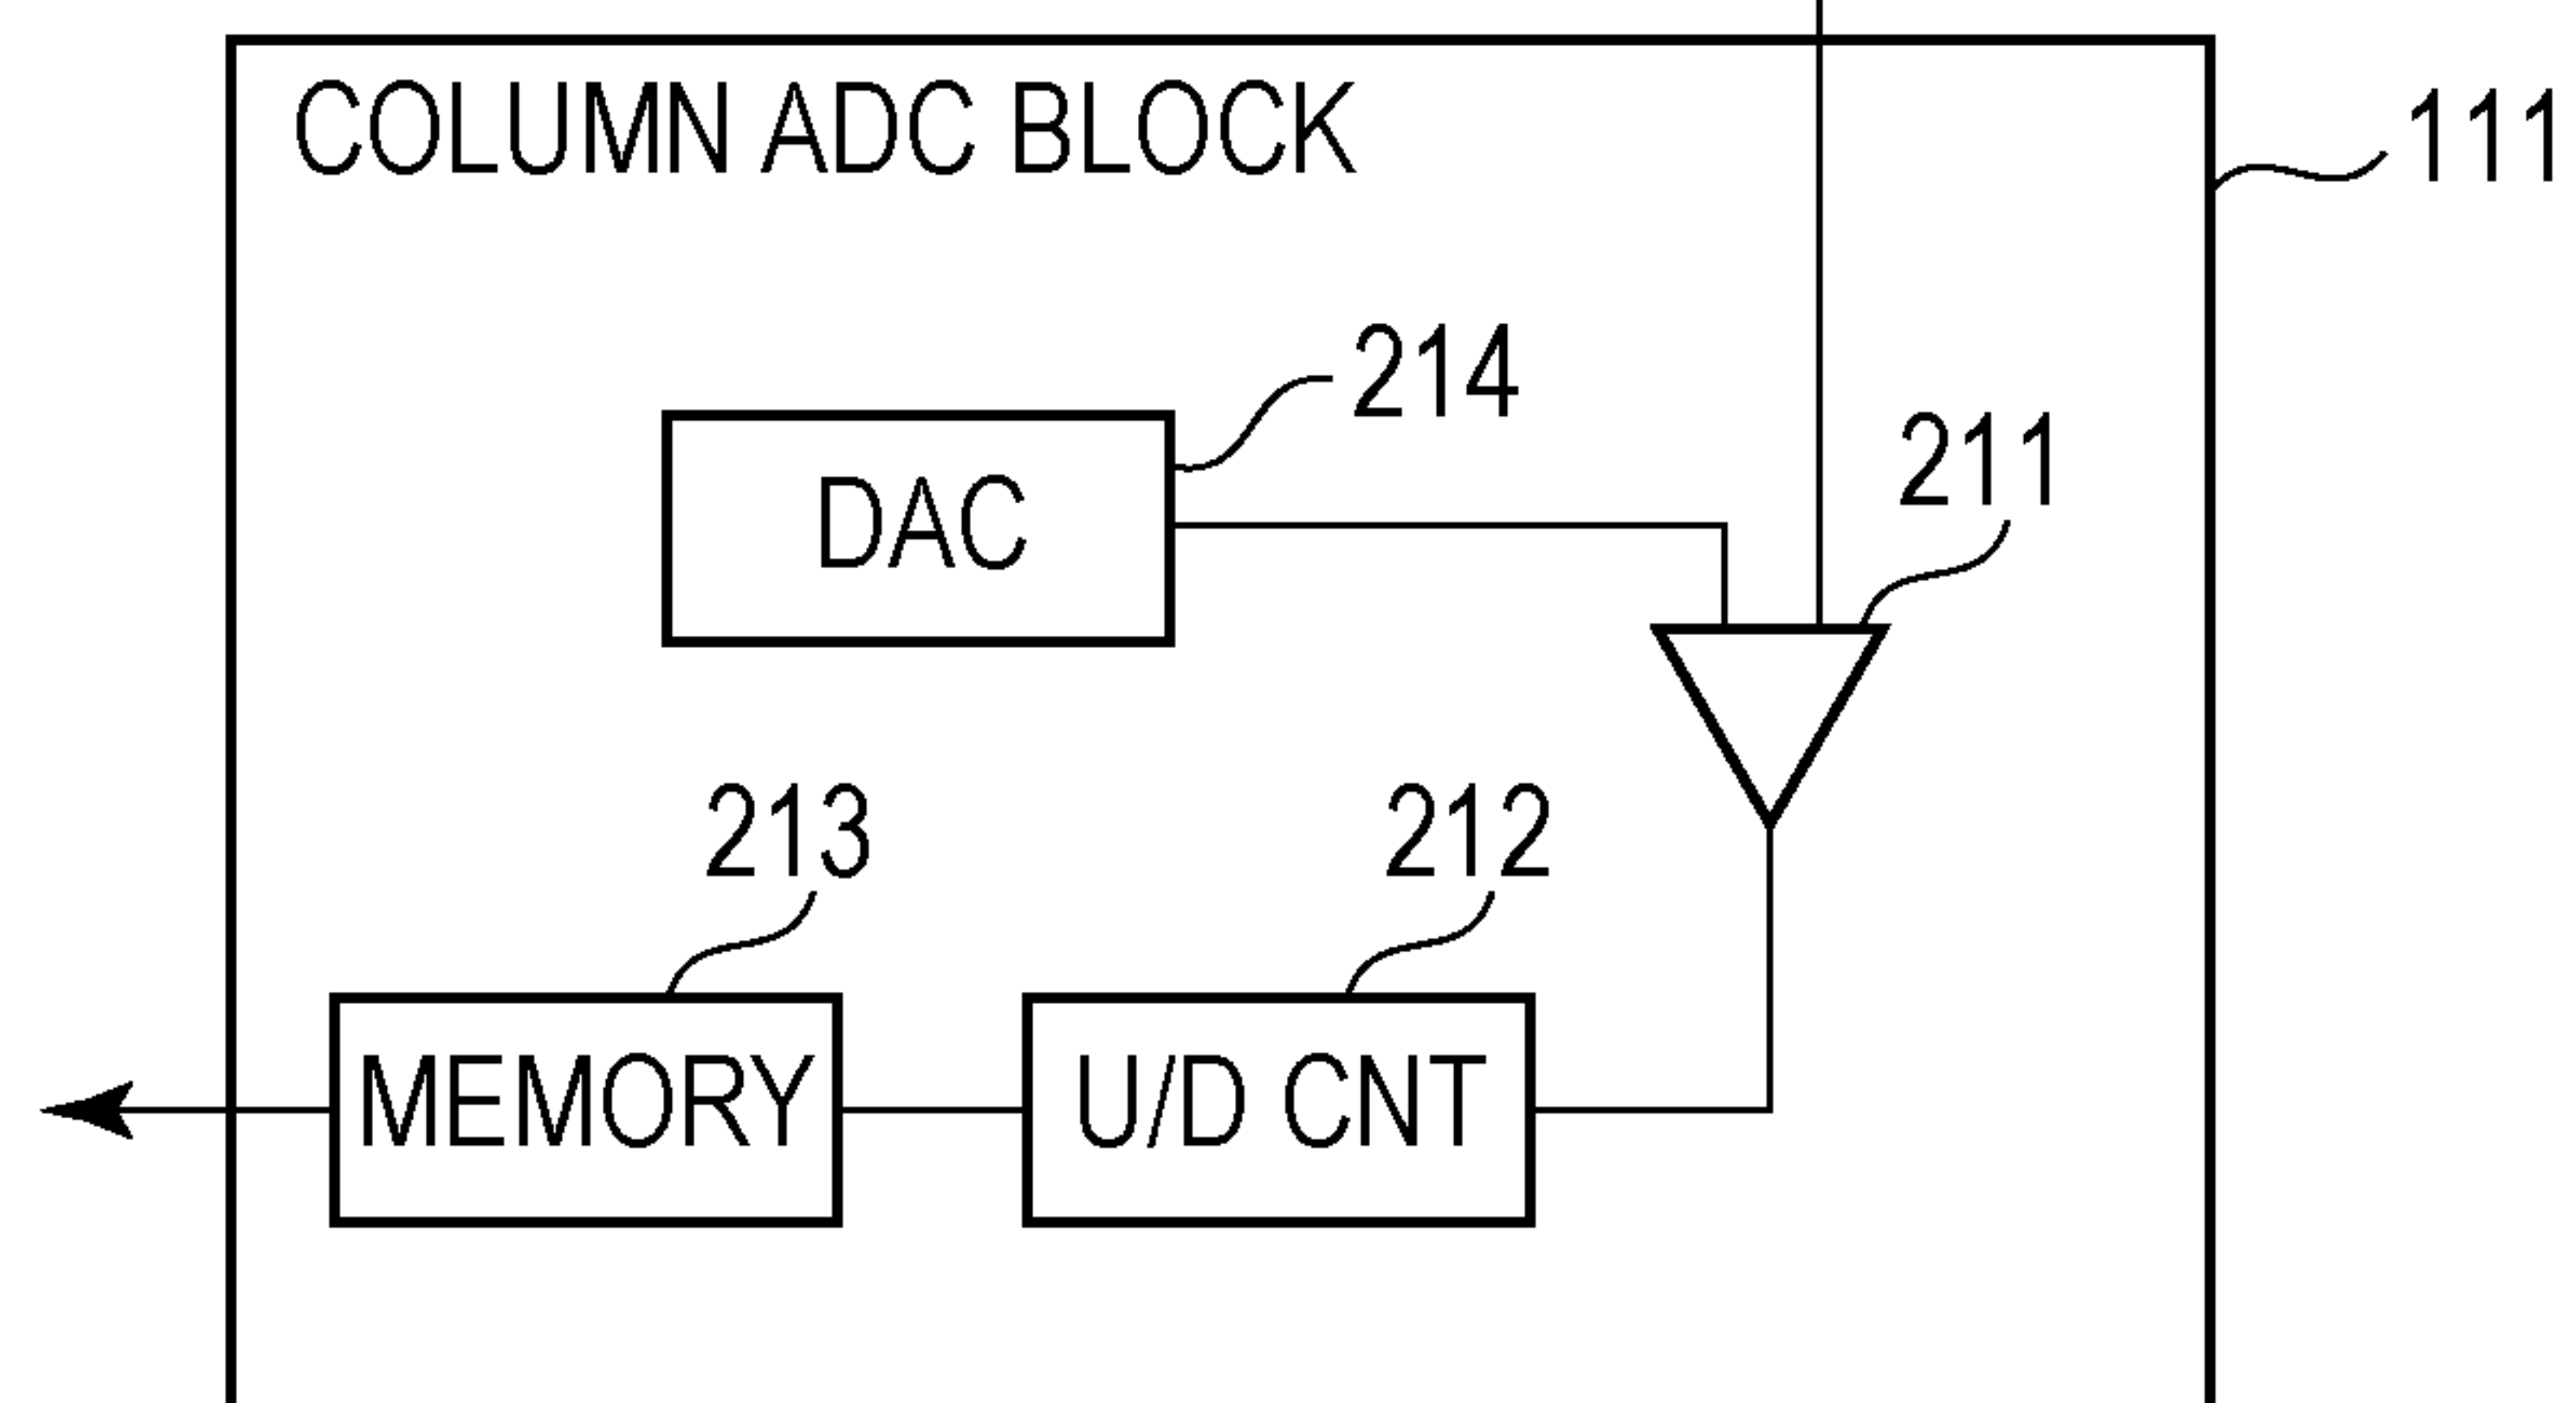 COLUMN ADC BLOCK
111
214
DAC
211
213
212
MEMORY
U/D CNT